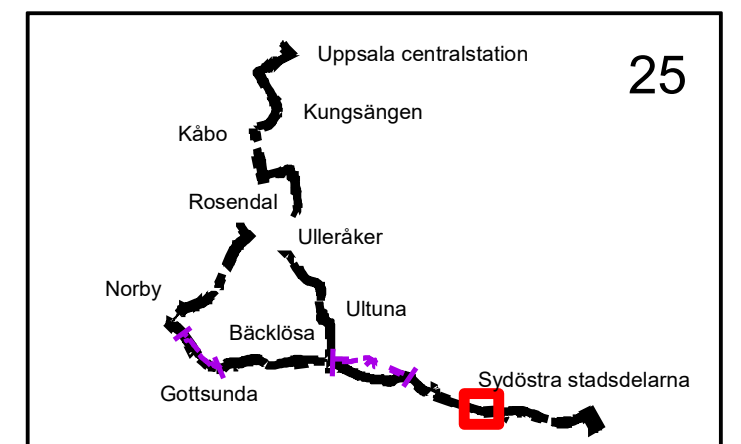 Uppsala centralstation
25
Kungsängen
Kåbo
Rosendal
Ulleråker
Norby
Ultuna
Bäcklösa
Sydöstra stadsdelarna
Gottsunda